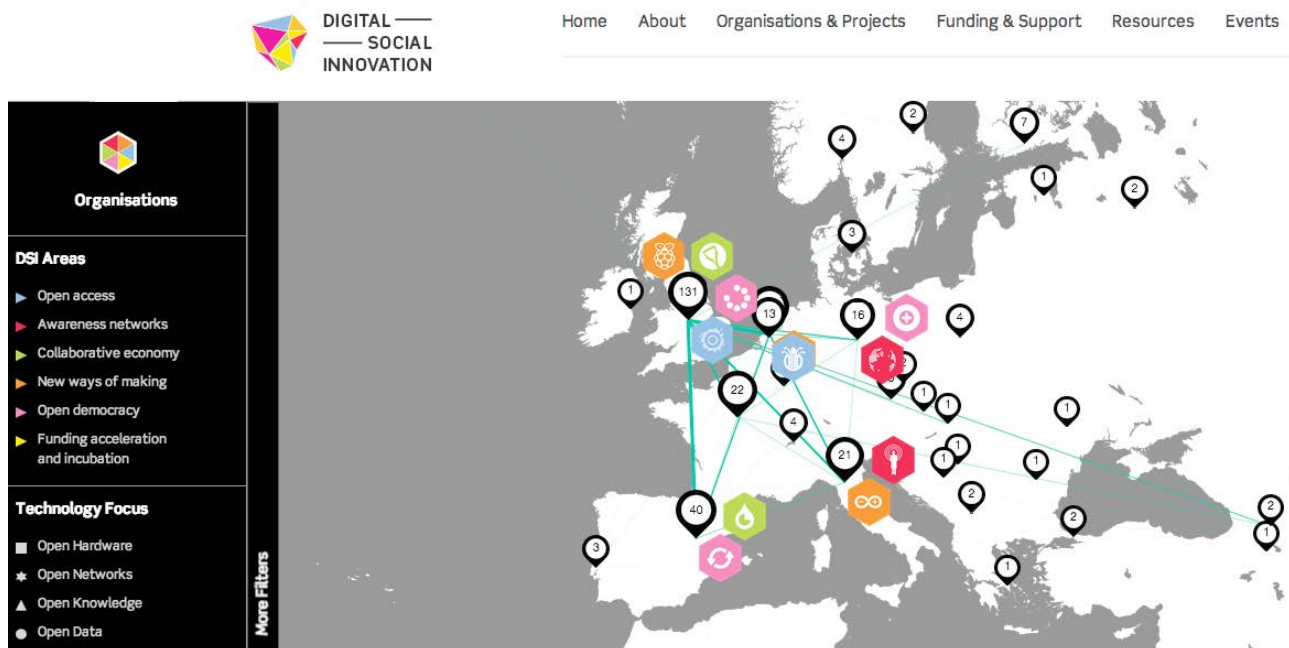 DIGITAL
SOCIAL
INNOVATION
Home About Organisations & Projects Funding & Support Resources Events
Organisations
DSI Areas
Open access
Awareness networks
Collaborative economy
New ways of making
Open democracy
Funding acceleration
and incubation
Technology Focus
Open Hardware
Open Networks
Open Knowledge
Open Data
More Filters
2
7
4
1
2
3
1
131
13
16
4
2
22
1
1
1
4
21
1
1
1
40
2
2
2
1
3
1